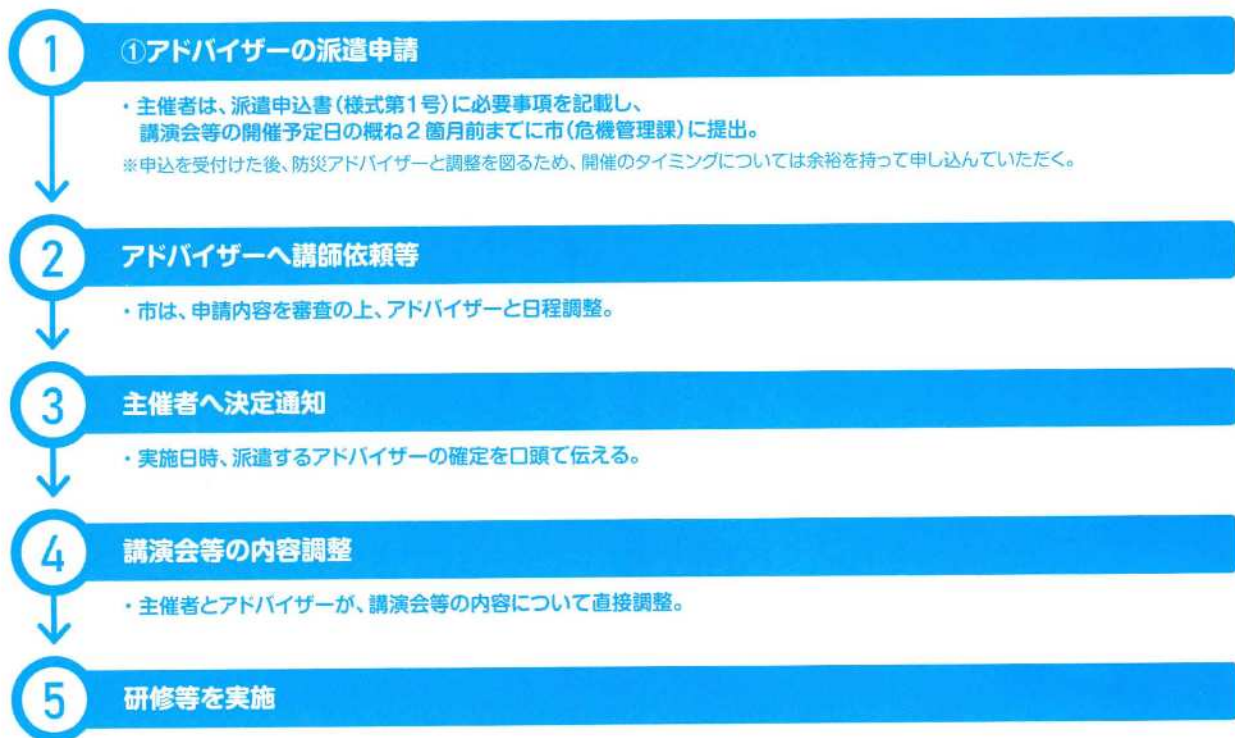 1
①アドバイザーの派遣申請
・主催者は、派遣申込書(様式第1号)に必要事項を記載し、
講演会等の開催予定日の概ね2箇月前までに市(危機管理課)に提出。
※申込を受付けた後、防災アドバイザーと調整を図るため、開催のタイミングについては余裕を持って申し込んでいただく。
2
アドバイザーへ講師依頼等
・市は、申請内容を審査の上、アドバイザーと日程調整。
3
主催者へ決定通知
・実施日時、派遣するアドバイザーの確定を口頭で伝える。
4
講演会等の内容調整
・主催者とアドバイザーが、講演会等の内容について直接調整。
5
研修等を実施